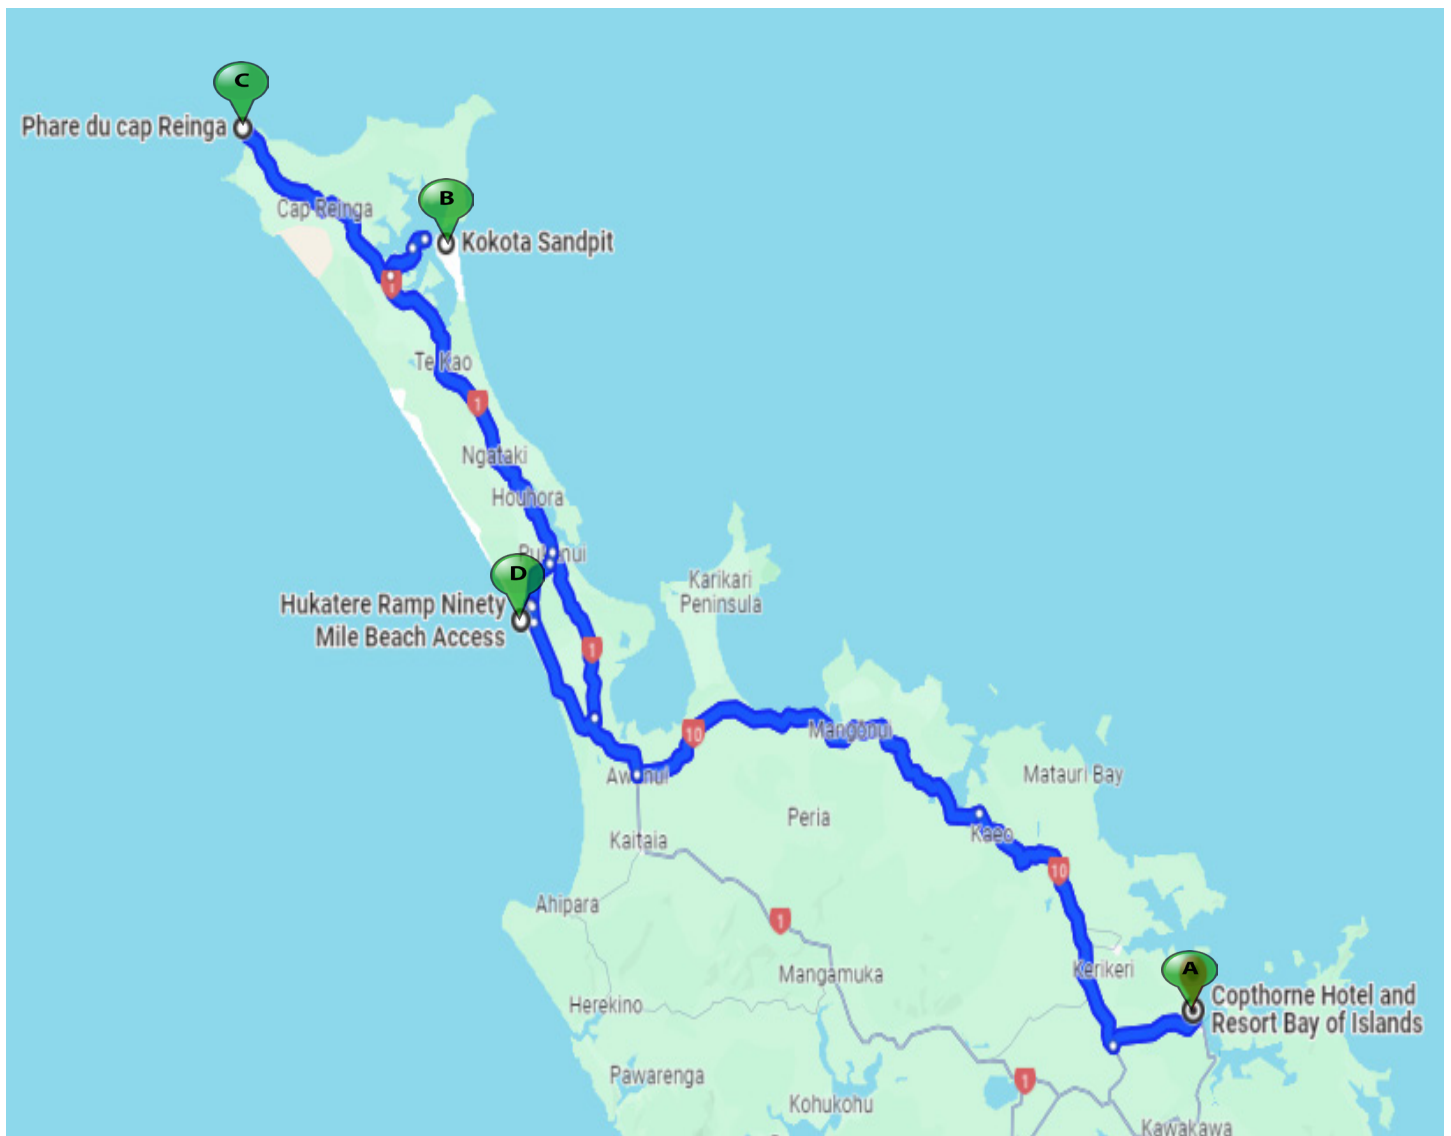 C
Phare du cap Reinga
B
Cap Reinga
Kokota Sandpit
1
Te Kao
1
Ngataki
Houhora
Pukenui
D
Karikari
Peninsula
Hukatere Ramp Ninety
Mile Beach Access
1
10
Mangōnui
Awanui
Matauri Bay
Peria
Kaeo
Kaitaia
10
Ahipara
1
Kerikeri
A
Mangamuka
Copthorne Hotel and
Resort Bay of Islands
Herekino
Pawarenga
1
Kohukohu
Kawakawa